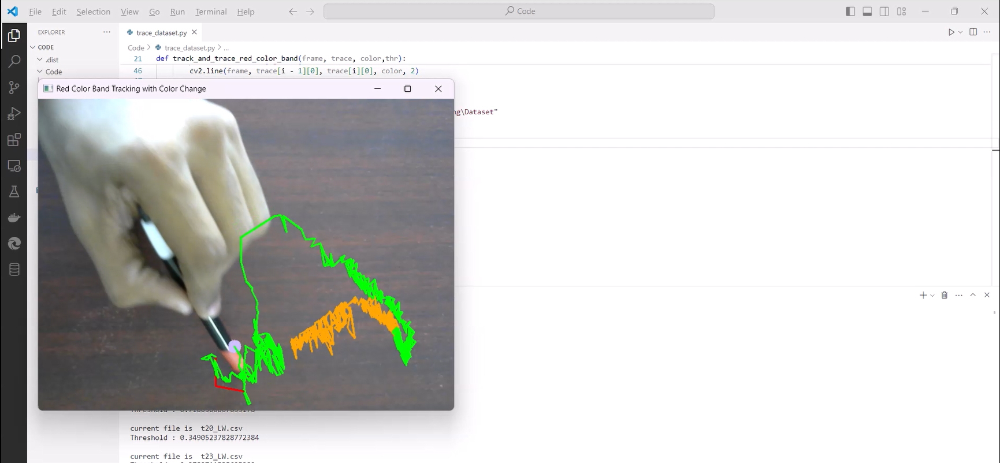 File Edit Selection View Go Run Terminal Help
Code
EXPLORER
trace_dataset.py
CODE
Code > trace_dataset.py > ...
.dist
21 def track_and_trace_red_color_band(frame, trace, color,thr):
Code
46 cv2.line(frame, trace[i - 1][0], trace[i][0], color, 2)
Red Color Band Tracking with Color Change
ng\Dataset"
current file is t20_LW.csv
Threshold : 0.34905237828772384
current file is t23_LW.csv